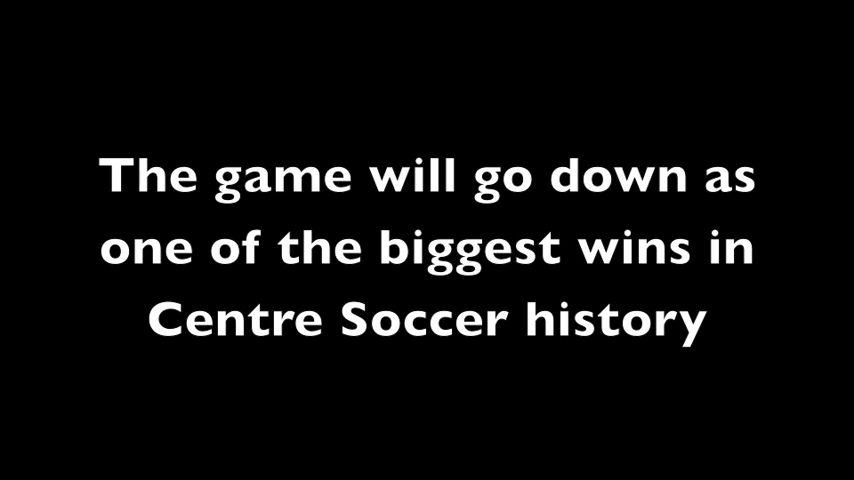 The game will go down as
one of the biggest wins in
Centre Soccer history